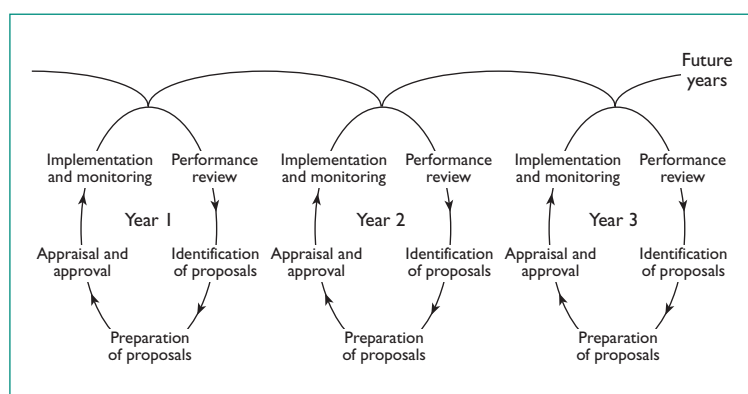 Future
years
Implementation
and monitoring
Performance
review
Year 1
Appraisal and
approval
Identification
of proposals
Preparation
of proposals
Implementation
and monitoring
Performance
review
Year 2
Appraisal and
approval
Identification
of proposals
Preparation
of proposals
Implementation
and monitoring
Performance
review
Year 3
Appraisal and
approval
Identification
of proposals
Preparation
of proposals